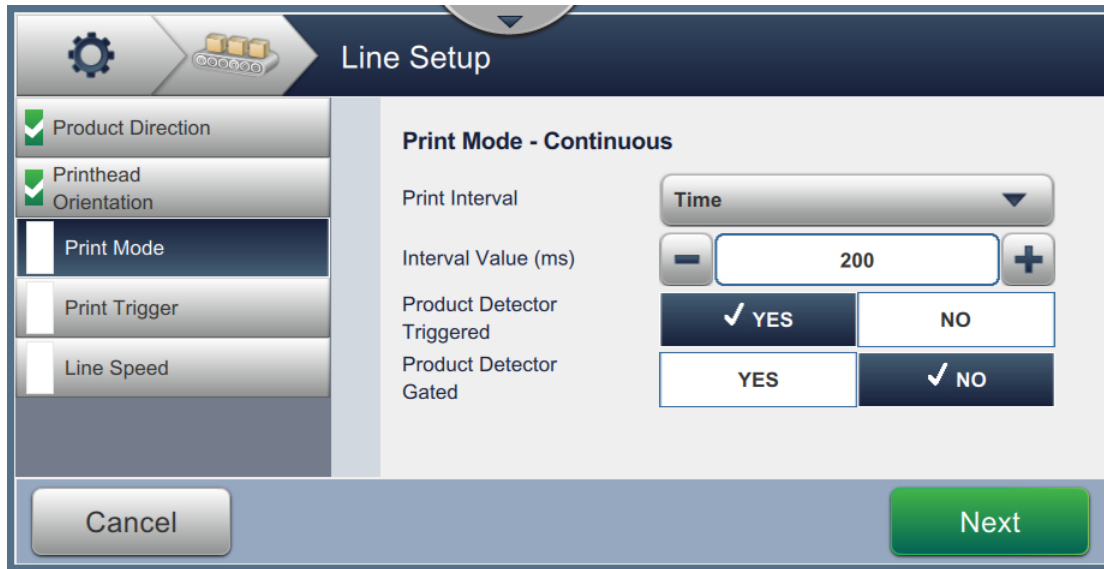 Line Setup
Product Direction
Printhead
Orientation
Print Mode
Print Trigger
Line Speed
Print Mode - Continuous
Print Interval
Time
Interval Value (ms)
200
Product Detector
Triggered
YES
NO
Product Detector
Gated
YES
NO
Cancel
Next